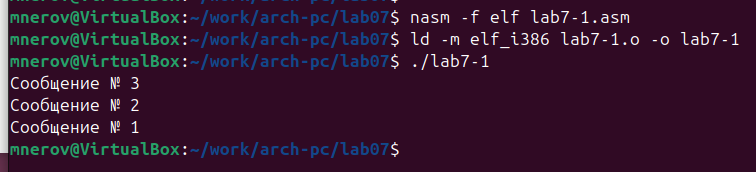 mnerov@VirtualBox:~/work/arch-pc/lab07$ nasm -f elf lab7-1.asm
mnerov@VirtualBox:~/work/arch-pc/lab07$ ld -m elf_i386 lab7-1.o -o lab7-1
mnerov@VirtualBox:~/work/arch-pc/lab07$ ./lab7-1
Сообщение № 3
Сообщение № 2
Сообщение № 1
mnerov@VirtualBox:~/work/arch-pc/lab07$